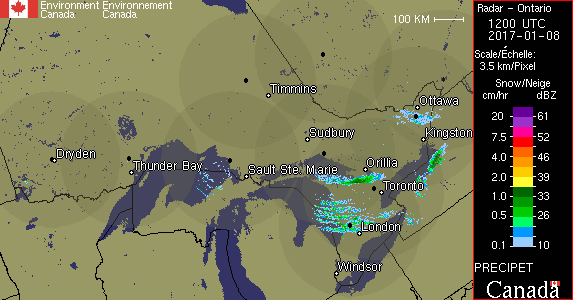 Environment Environnement
Canada Canada
100 KM
Timmins
Ottawa
Sudbury
Kingston
Dryden
Thunder Bay
Sault Ste. Marie
Orillia
Toronto
London
Windsor
Radar - Ontario
1200 UTC
2017-01-08
Scale/Échelle:
3.5 km/Pixel
Snow/Neige
cm/hr dBZ
20 61
7.5 52
4.0 46
2.0 39
1.0 33
0.5 26
0.1 10
PRECIPET
Canada